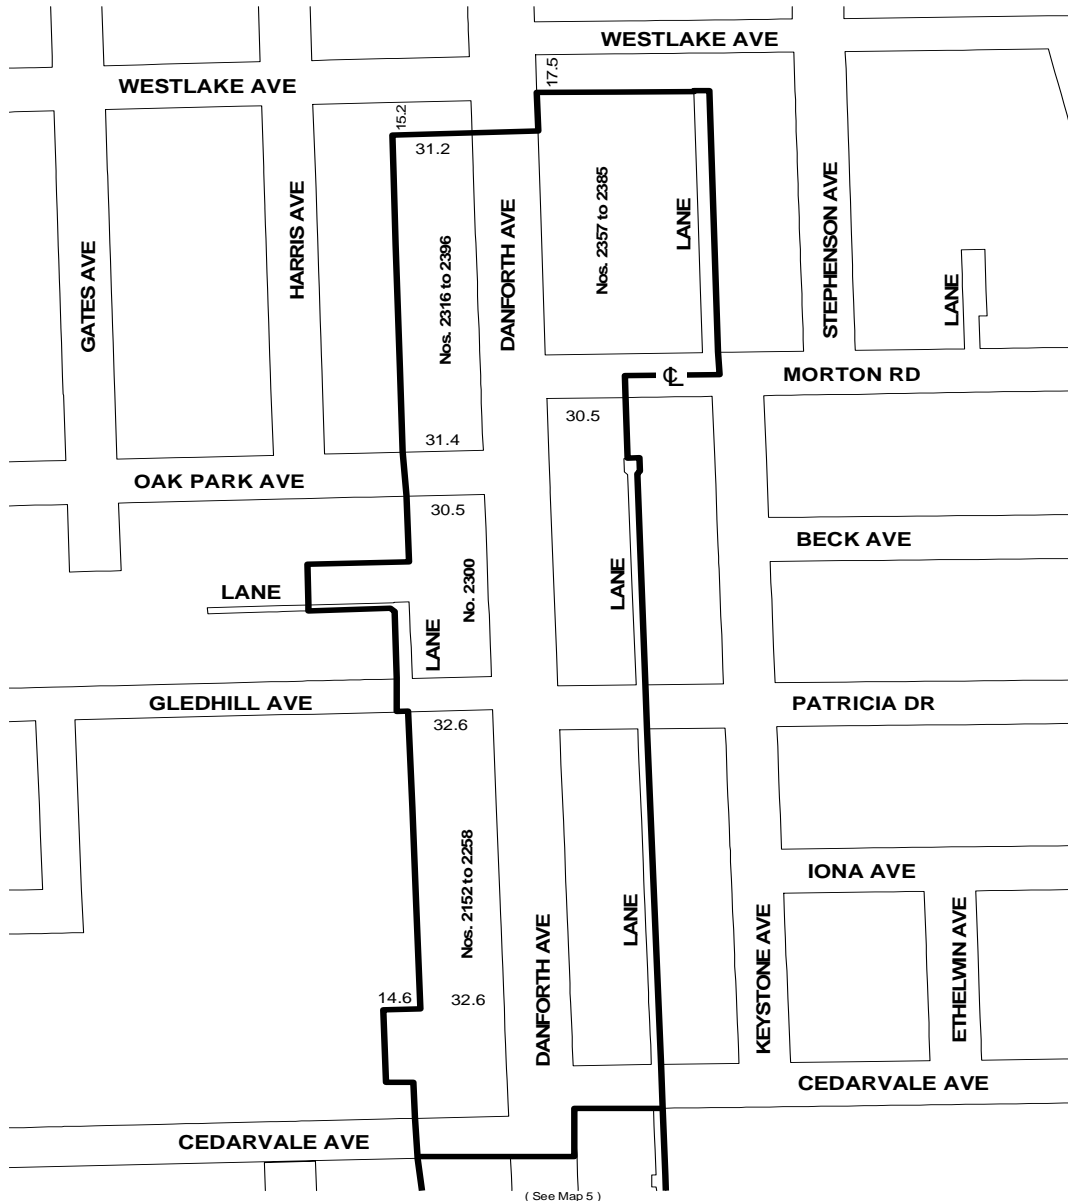 WESTLAKE AVE
WESTLAKE AVE
17.5
15.2
31.2
GATES AVE
HARRIS AVE
Nos. 2316 to 2396
DANFORTH AVE
Nos. 2357 to 2385
LANE
STEPHENSON AVE
LANE
MORTON RD
30.5
31.4
OAK PARK AVE
30.5
BECK AVE
LANE
No. 2300
LANE
LANE
GLEDHILL AVE
PATRICIA DR
32.6
Nos. 2152 to 2258
IONA AVE
LANE
DANFORTH AVE
KEYSTONE AVE
ETHELWIN AVE
14.6
32.6
CEDARVALE AVE
CEDARVALE AVE
( See Map 5 )